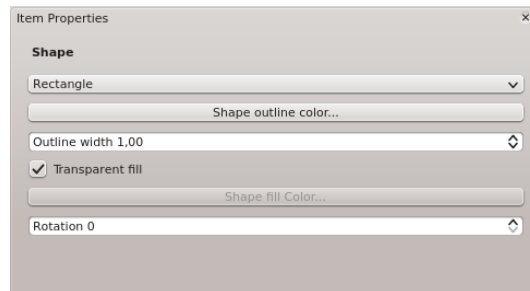 Item Properties
Shape
Rectangle
Shape outline color...
Outline width 1,00
Transparent fill
Shape fill Color...
Rotation 0